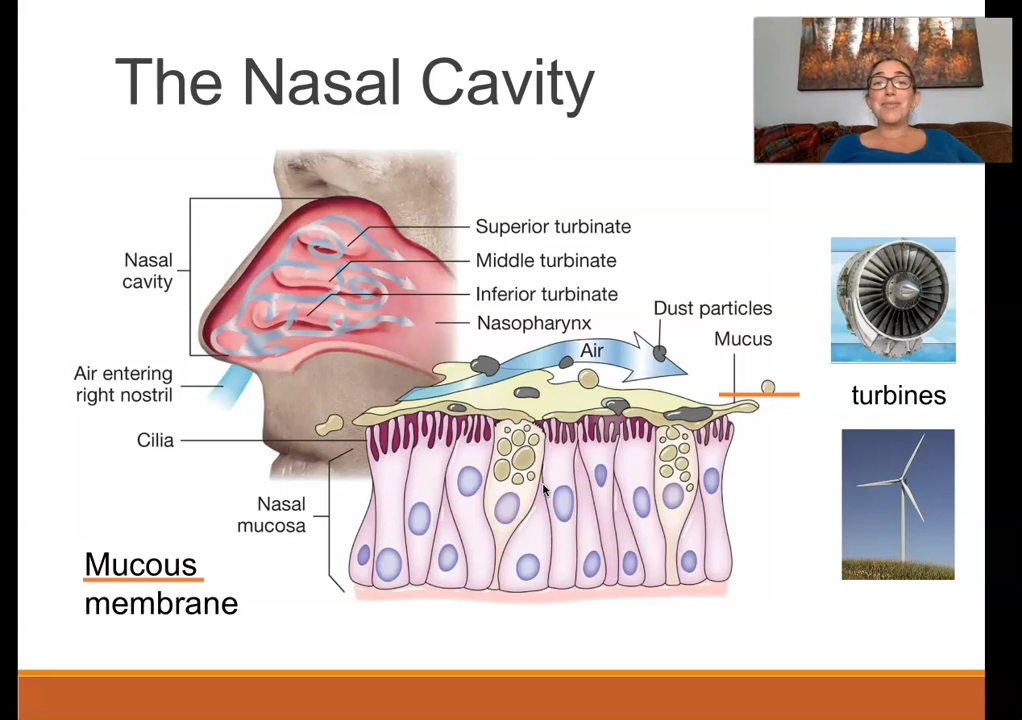 The Nasal Cavity
Superior turbinate
Middle turbinate
Inferior turbinate
Nasopharynx
Nasal
cavity
Air entering
right nostril
Cilia
Nasal
mucosa
Dust particles
Mucus
Air
turbines
Mucous
membrane